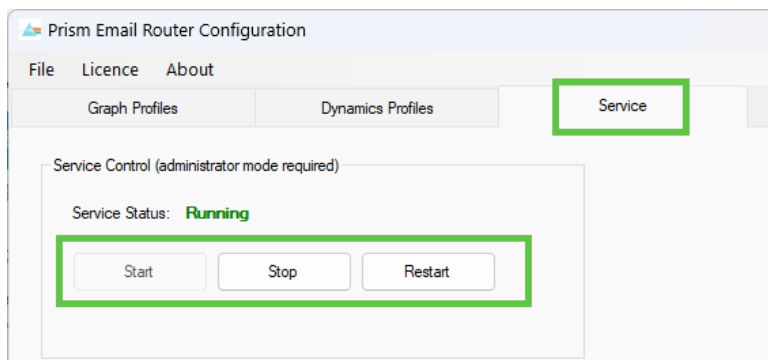 Prism Email Router Configuration
File Licence About
Graph Profiles Dynamics Profiles Service
Service Control (administrator mode required)
Service Status: Running
Start Stop Restart